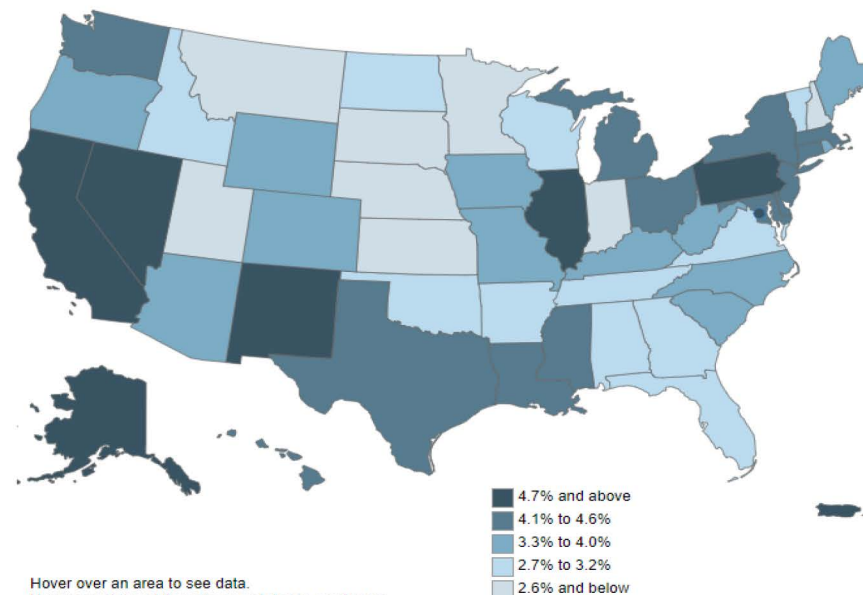 4.7% and above
4.1% to 4.6%
3.3% to 4.0%
2.7% to 3.2%
2.6% and below
Hover over an area to see data.